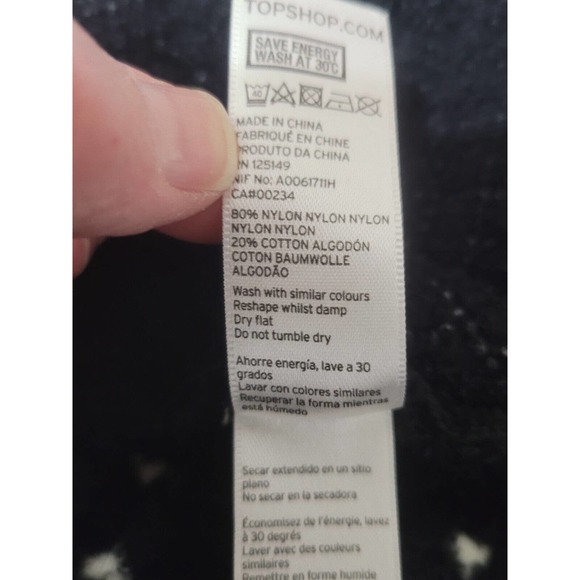 TOPSHOP.COM
SAVE ENERGY
WASH AT 30°C
40
MADE IN CHINA
FABRIQUÉ EN CHINE
PRODUTO DA CHINA
RN 125149
NIF No: A0061711H
CA#00234
80% NYLON NYLON NYLON
NYLON NYLON
20% COTTON ALGODÓN
COTON BAUMWOLLE
ALGODÃO
Wash with similar colours
Reshape whilst damp
Dry flat
Do not tumble dry
Ahorre energía, lave a 30
grados
Lavar con colores similares
Recuperar la forma mientras
está húmedo
Secar extendido en un sitio
plano
No secar en la secadora
Économisez de l'énergie, lavez
à 30 degrés
Laver avec des couleurs
similaires
Remettre en forme humide